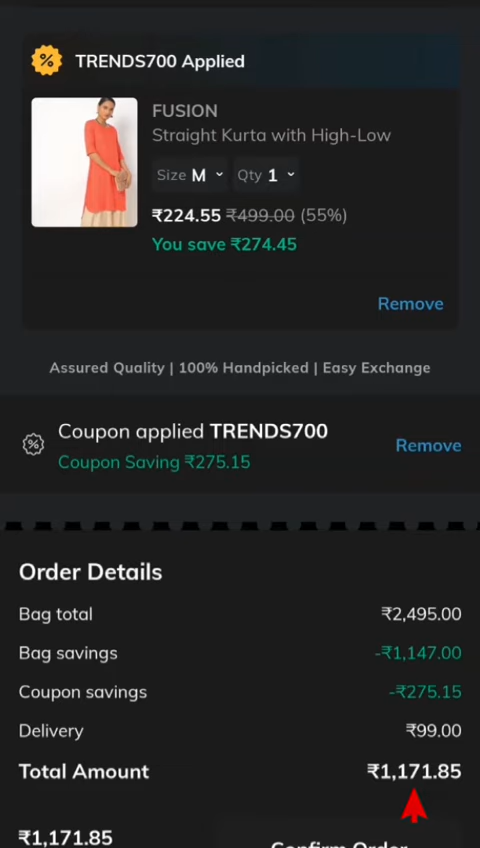 TRENDS700 Applied
FUSION
Straight Kurta with High-Low
Size M Qty 1
₹224.55 ₹499.00 (55%)
You save ₹274.45
Remove
Assured Quality | 100% Handpicked | Easy Exchange
Coupon applied TRENDS700
Remove
Coupon Saving ₹275.15
Order Details
Bag total ₹2,495.00
Bag savings -₹1,147.00
Coupon savings -₹275.15
Delivery ₹99.00
Total Amount ₹1,171.85
₹1,171.85
Confirm Order